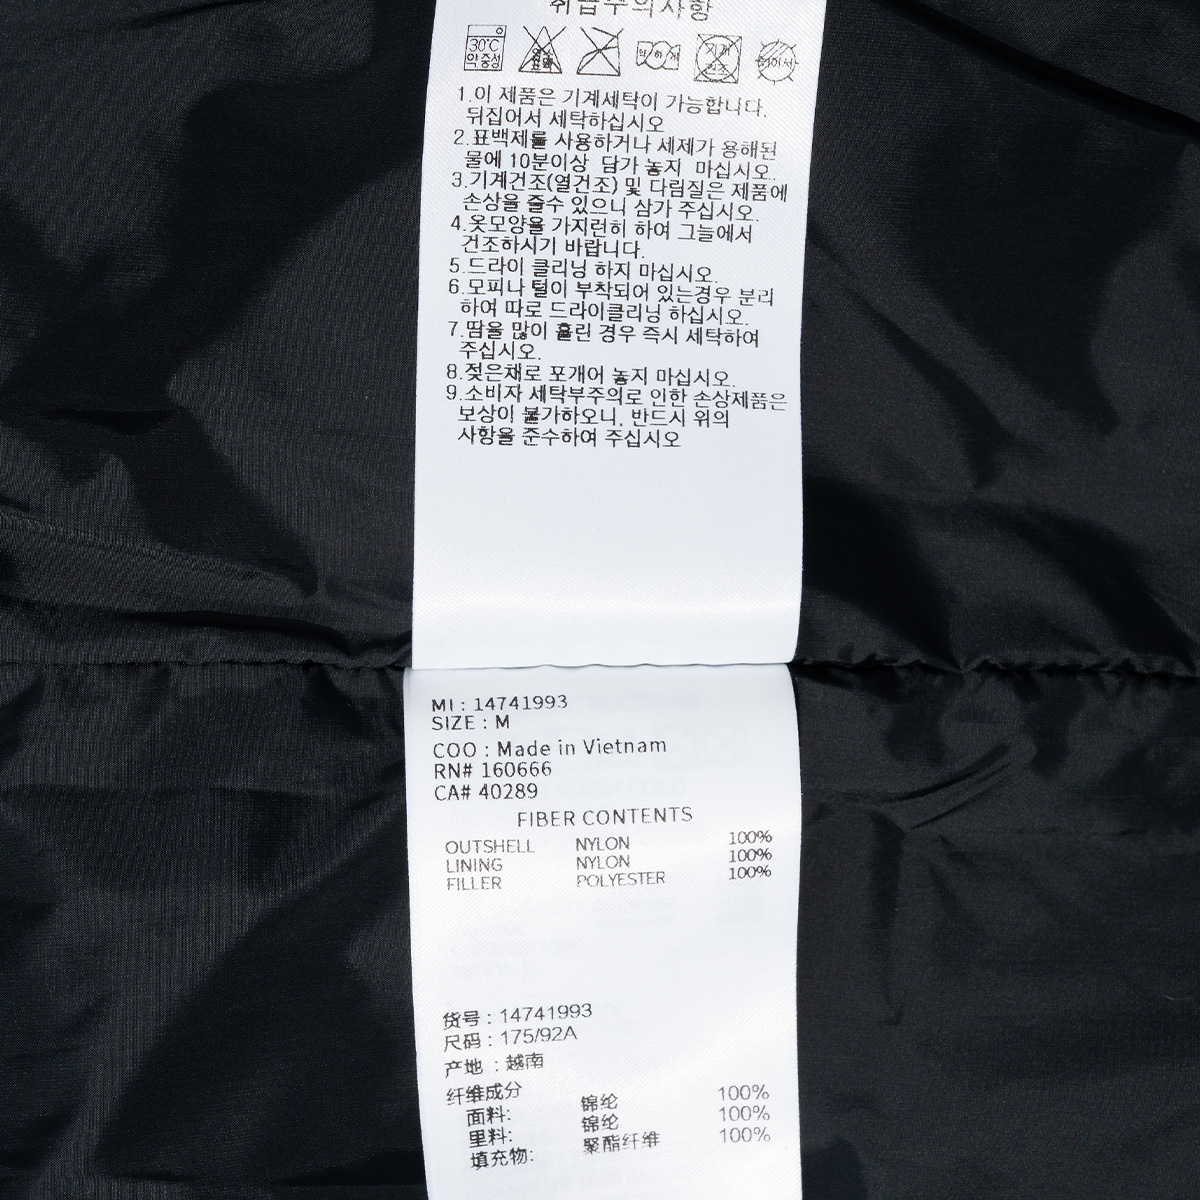 취급주의사항
30℃
약중성
1.이 제품은 기계세탁이 가능합니다.
뒤집어서 세탁하십시오
2.표백제를 사용하거나 세제가 용해된
물에 10분이상 담가 놓지 마십시오.
3.기계건조(열건조) 및 다림질은 제품에
손상을 줄수 있으니 삼가 주십시오.
4.옷모양을 가지런히 하여 그늘에서
건조하시기 바랍니다.
5.드라이 클리닝 하지 마십시오.
6.모피나 털이 부착되어 있는경우 분리
하여 따로 드라이클리닝 하십시오.
7.땀을 많이 흘린 경우 즉시 세탁하여
주십시오.
8.젖은채로 포개어 놓지 마십시오.
9.소비자 세탁부주의로 인한 손상제품은
보상이 불가하오니, 반드시 위의
사항을 준수하여 주십시오
MI : 14741993
SIZE : M
COO : Made in Vietnam
RN# 160666
CA# 40289
FIBER CONTENTS
OUTSHELL NYLON 100%
LINING NYLON 100%
FILLER POLYESTER 100%
货号 : 14741993
尺码 : 175/92A
产地 : 越南
纤维成分
面料: 锦纶 100%
里料: 锦纶 100%
填充物: 聚酯纤维 100%